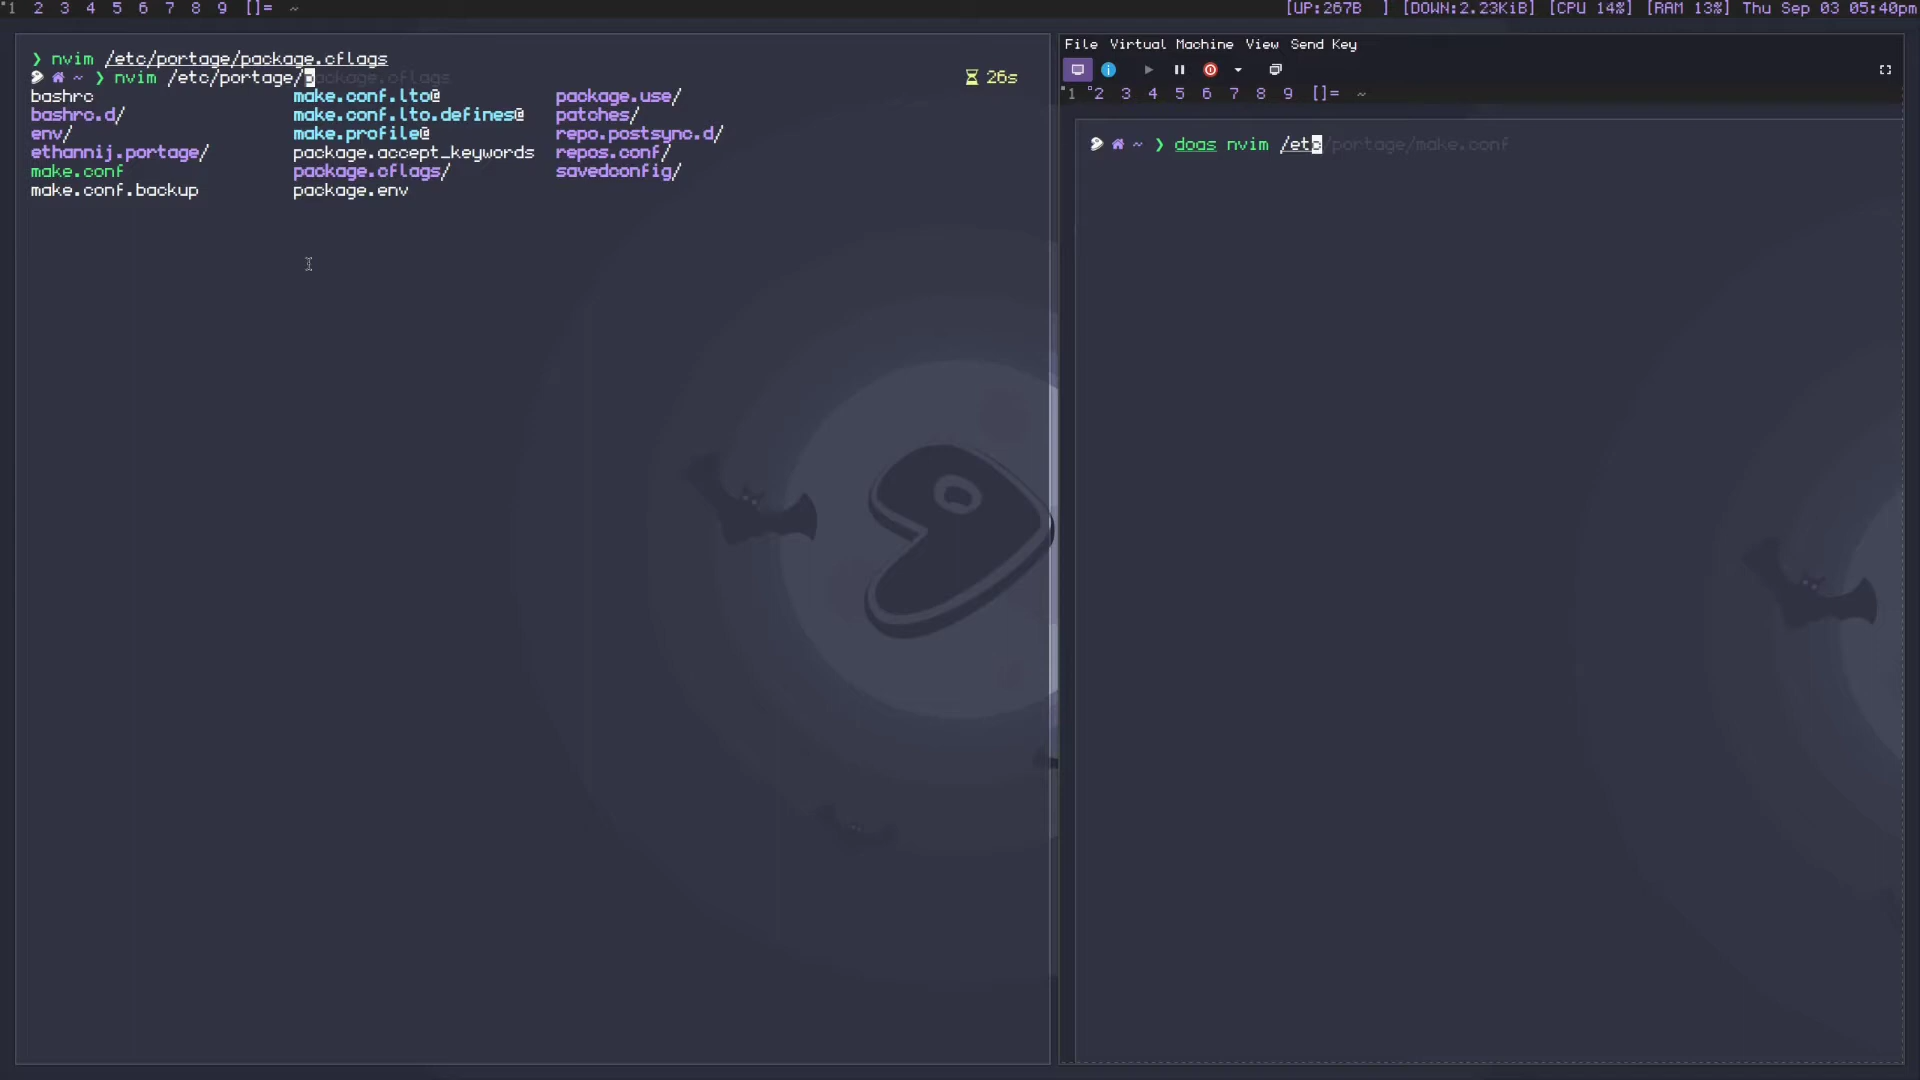 1 2 3 4 5 6 7 8 9 []= ~ [UP:267B ] [DOWN:2.23KiB] [CPU 14%] [RAM 13%] Thu Sep 03 05:40pm
❯ nvim /etc/portage/package.cflags
~ ❯ nvim /etc/portage/package.cflags 26s
bashrc make.conf.lto@ package.use/
bashrc.d/ make.conf.lto.defines@ patches/
env/ make.profile@ repo.postsync.d/
ethannij.portage/ package.accept_keywords repos.conf/
make.conf package.cflags/ savedconfig/
make.conf.backup package.env
File Virtual Machine View Send Key
1 2 3 4 5 6 7 8 9 []= ~
~ ❯ doas nvim /etc/portage/make.conf